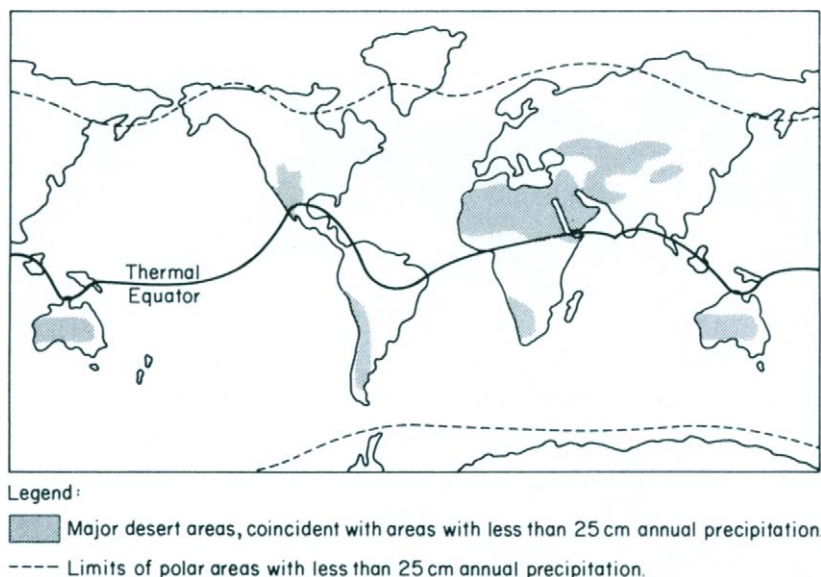 Thermal
Equator
Legend:
Major desert areas, coincident with areas with less than 25 cm annual precipitation.
Limits of polar areas with less than 25 cm annual precipitation.